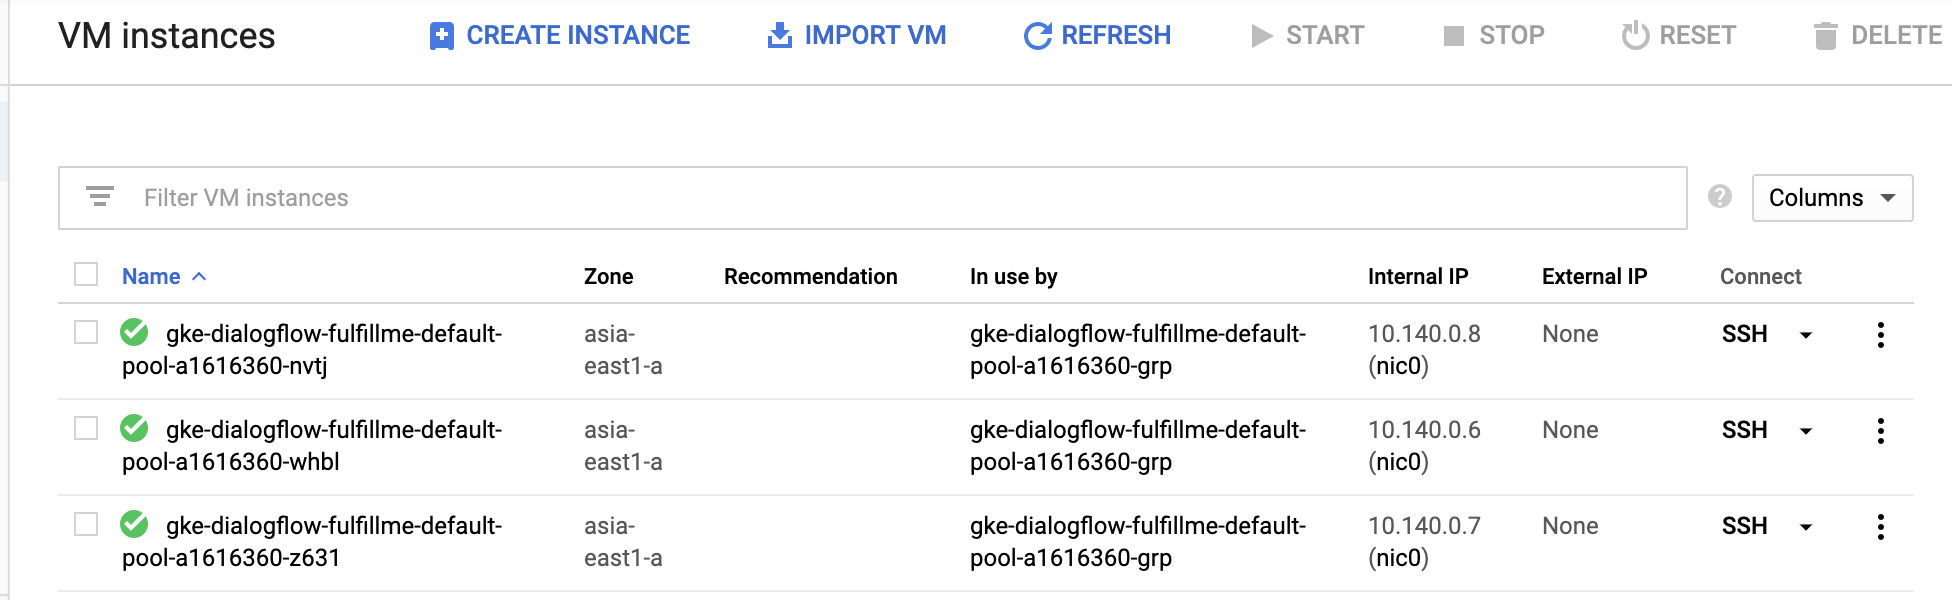 VM instances CREATE INSTANCE IMPORT VM REFRESH START STOP RESET DELETE
Filter VM instances ? Columns
Name Zone Recommendation In use by Internal IP External IP Connect
gke-dialogflow-fulfillme-default- asia- gke-dialogflow-fulfillme-default- 10.140.0.8 None SSH
pool-a1616360-nvtj east1-a pool-a1616360-grp (nic0)
gke-dialogflow-fulfillme-default- asia- gke-dialogflow-fulfillme-default- 10.140.0.6 None SSH
pool-a1616360-whbl east1-a pool-a1616360-grp (nic0)
gke-dialogflow-fulfillme-default- asia- gke-dialogflow-fulfillme-default- 10.140.0.7 None SSH
pool-a1616360-z631 east1-a pool-a1616360-grp (nic0)